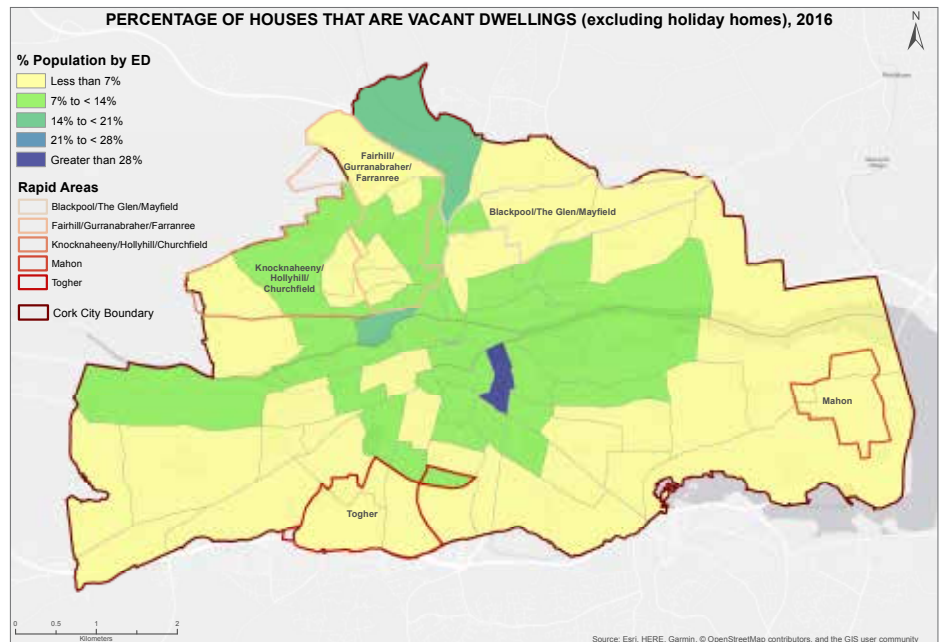 PERCENTAGE OF HOUSES THAT ARE VACANT DWELLINGS (excluding holiday homes), 2016
N
% Population by ED
Less than 7%
7% to < 14%
14% to < 21%
21% to < 28%
Greater than 28%
Rapid Areas
Blackpool/The Glen/Mayfield
Fairhill/Gurranabraher/Farranree
Knocknaheeny/Hollyhill/Churchfield
Mahon
Togher
Cork City Boundary
Fairhill/
Gurranabraher/
Farranree
Blackpool/The Glen/Mayfield
Knocknaheeny/
Hollyhill/
Churchfield
Mahon
Togher
0 0.5 1 2
Kilometers
Source: Esri, HERE, Garmin, © OpenStreetMap contributors, and the GIS user community